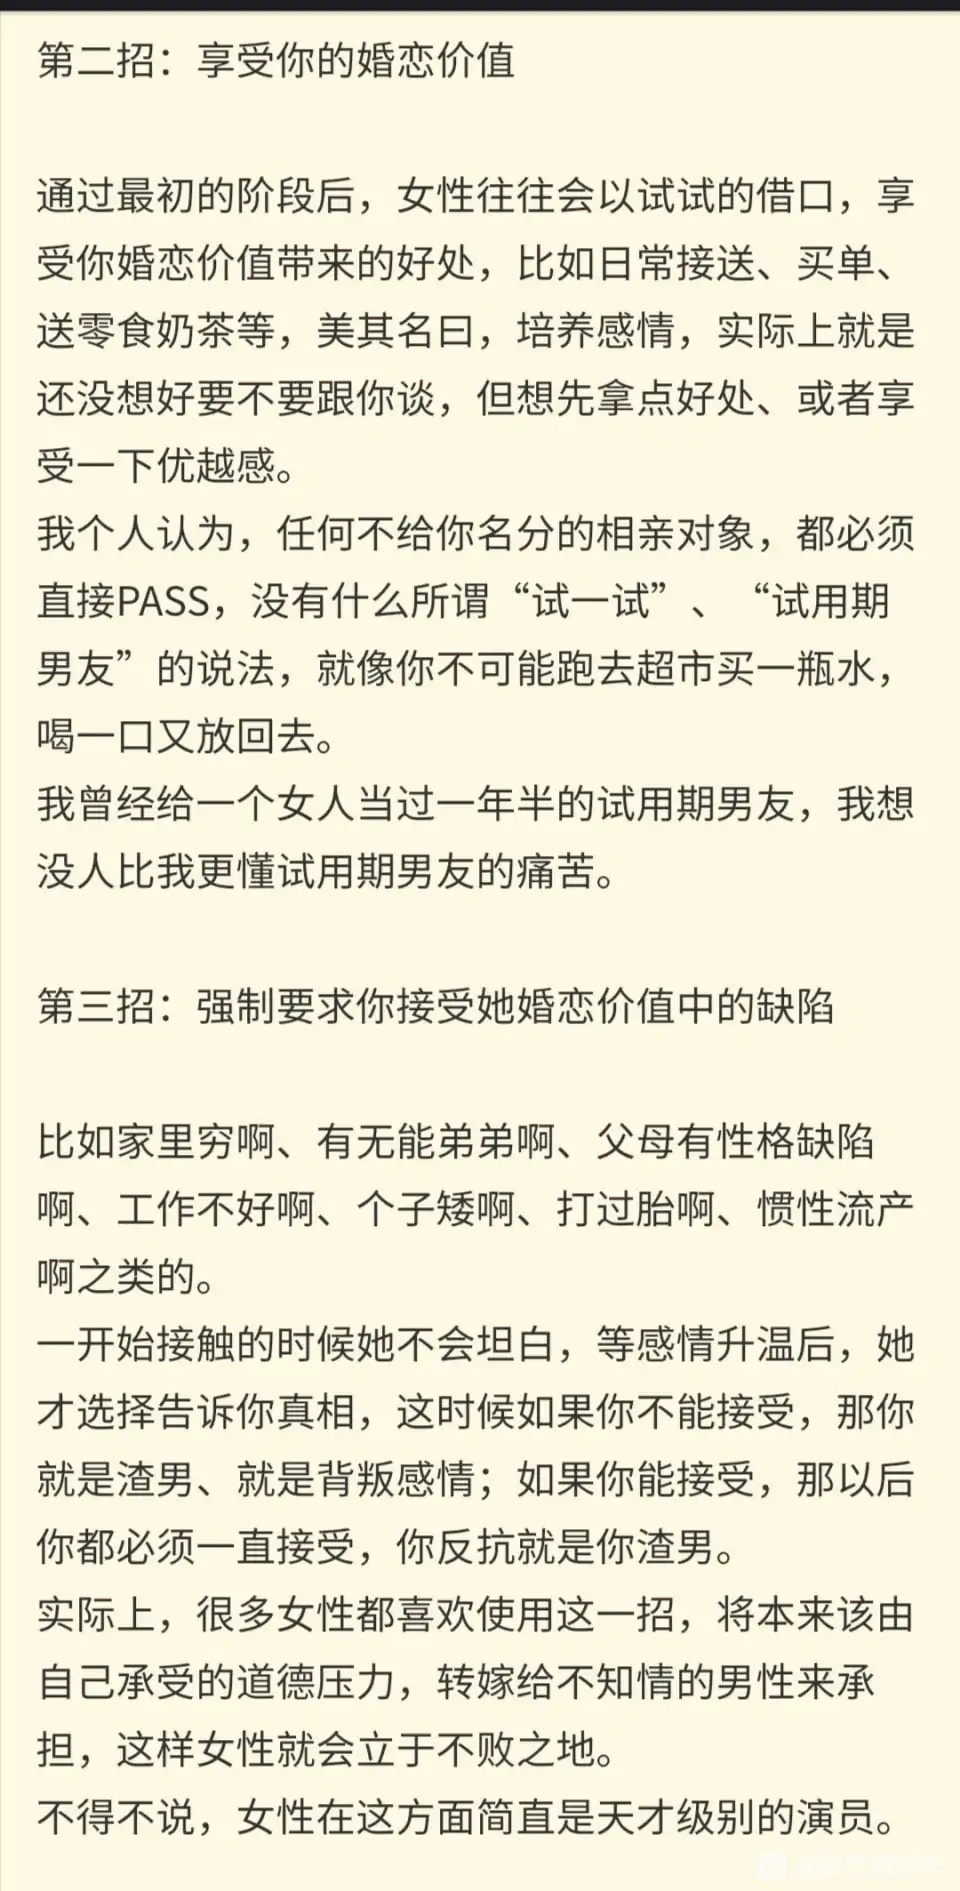 第二招：享受你的婚恋价值
通过最初的阶段后，女性往往会以试试的借口，享
受你婚恋价值带来的好处，比如日常接送、买单、
送零食奶茶等，美其名曰，培养感情，实际上就是
还没想好要不要跟你谈，但想先拿点好处、或者享
受一下优越感。
我个人认为，任何不给你名分的相亲对象，都必须
直接PASS，没有什么所谓“试一试”、“试用期
男友”的说法，就像你不可能跑去超市买一瓶水，
喝一口又放回去。
我曾经给一个女人当过一年半的试用期男友，我想
没人比我更懂试用期男友的痛苦。
第三招：强制要求你接受她婚恋价值中的缺陷
比如家里穷啊、有无能弟弟啊、父母有性格缺陷
啊、工作不好啊、个子矮啊、打过胎啊、惯性流产
啊之类的。
一开始接触的时候她不会坦白，等感情升温后，她
才选择告诉你真相，这时候如果你不能接受，那你
就是渣男、就是背叛感情；如果你能接受，那以后
你都必须一直接受，你反抗就是你渣男。
实际上，很多女性都喜欢使用这一招，将本来该由
自己承受的道德压力，转嫁给不知情的男性来承
担，这样女性就会立于不败之地。
不得不说，女性在这方面简直是天才级别的演员。